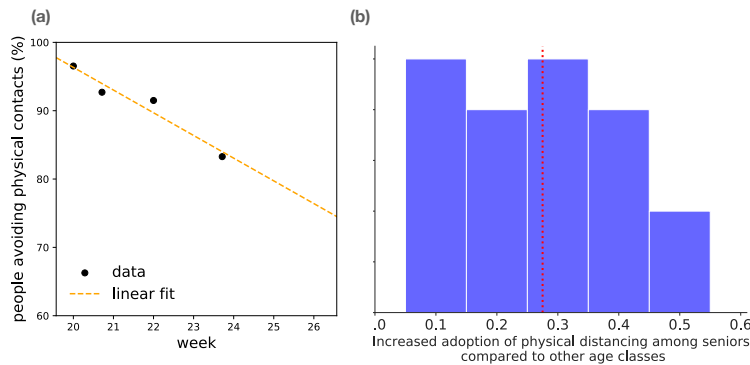 (a)
(b)
people avoiding physical contacts (%)
100
90
80
70
60
data
linear fit
20
21
22
23
24
25
26
week
.0
0.1
0.2
0.3
0.4
0.5
0.6
Increased adoption of physical distancing among seniors
compared to other age classes